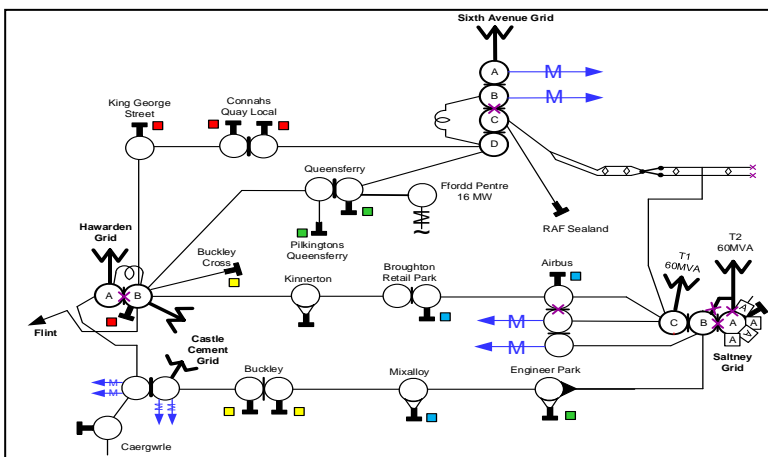 Sixth Avenue Grid
A
M
B
M
C
D
King George
Street
Connahs
Quay Local
Queensferry
Ffordd Pentre
16 MW
RAF Sealand
Pilkingtons
Queensferry
Hawarden
Grid
A
B
Buckley
Cross
Flint
Kinnerton
Broughton
Retail Park
Airbus
M
M
T1
60MVA
T2
60MVA
C
B
A
A
A
A
A
Saltney
Grid
Castle
Cement
Grid
M
M
Buckley
Mixalloy
Engineer Park
Caergwrle